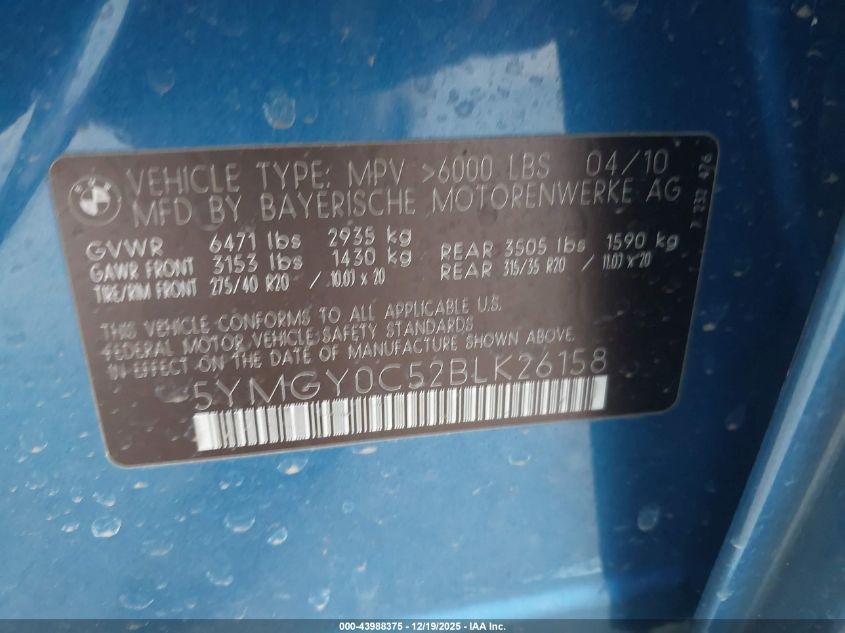 VEHICLE TYPE: MPV >6000 LBS 04/10
MFD BY BAYERISCHE MOTORENWERKE AG
GVWR 6471 lbs 2935 kg
GAWR FRONT 3153 lbs 1430 kg REAR 3505 lbs 1590 kg
TIRE/RIM FRONT 275/40 R20 / 10.0J x 20 REAR 315/35 R20 / 11.0J x 20
THIS VEHICLE CONFORMS TO ALL APPLICABLE U.S.
FEDERAL MOTOR VEHICLE SAFETY STANDARDS
IN EFFECT ON THE DATE OF MANUFACTURE SHOWN ABOVE.
5YMGY0C52BLK26158
7 232 476
000-43988375 - 12/19/2025 - IAA Inc.